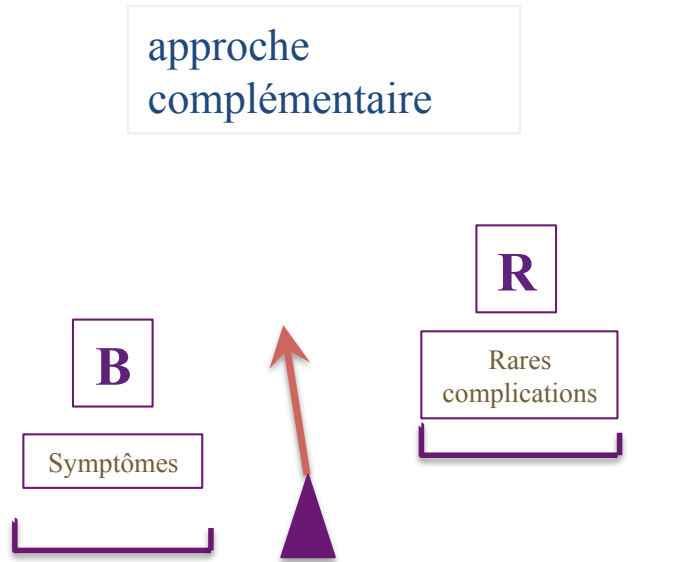 approche
complémentaire
B
Symptômes
R
Rares
complications